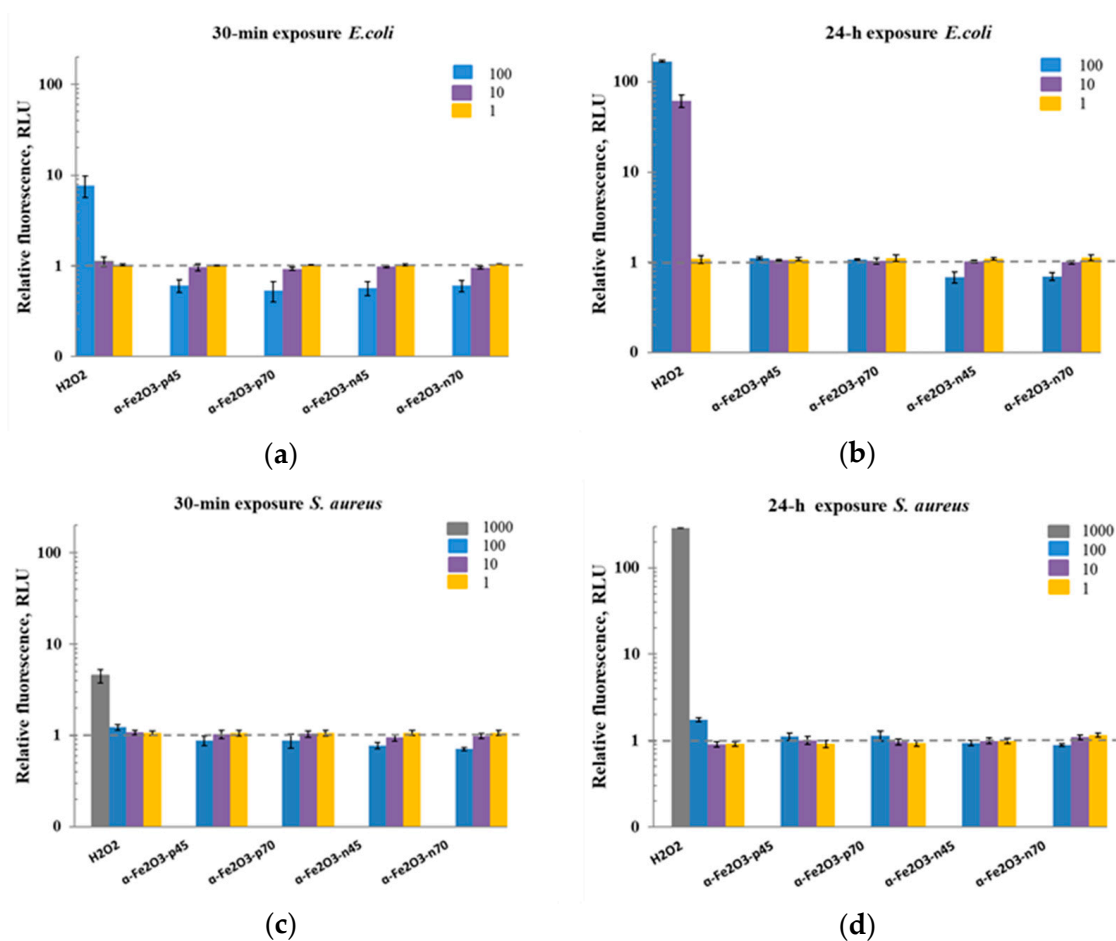 30-min exposure E.coli
Relative fluorescence, RLU
100
10
1
0
100
10
1
H2O2
α-Fe2O3-p45
α-Fe2O3-p70
α-Fe2O3-n45
α-Fe2O3-n70
(a)
24-h exposure E.coli
Relative fluorescence, RLU
100
10
1
0
100
10
1
H2O2
α-Fe2O3-p45
α-Fe2O3-p70
α-Fe2O3-n45
α-Fe2O3-n70
(b)
30-min exposure S. aureus
Relative fluorescence, RLU
100
10
1
0
1000
100
10
1
H2O2
α-Fe2O3-p45
α-Fe2O3-p70
α-Fe2O3-n45
α-Fe2O3-n70
(c)
24-h exposure S. aureus
Relative fluorescence, RLU
100
10
1
0
1000
100
10
1
H2O2
α-Fe2O3-p45
α-Fe2O3-p70
α-Fe2O3-n45
α-Fe2O3-n70
(d)